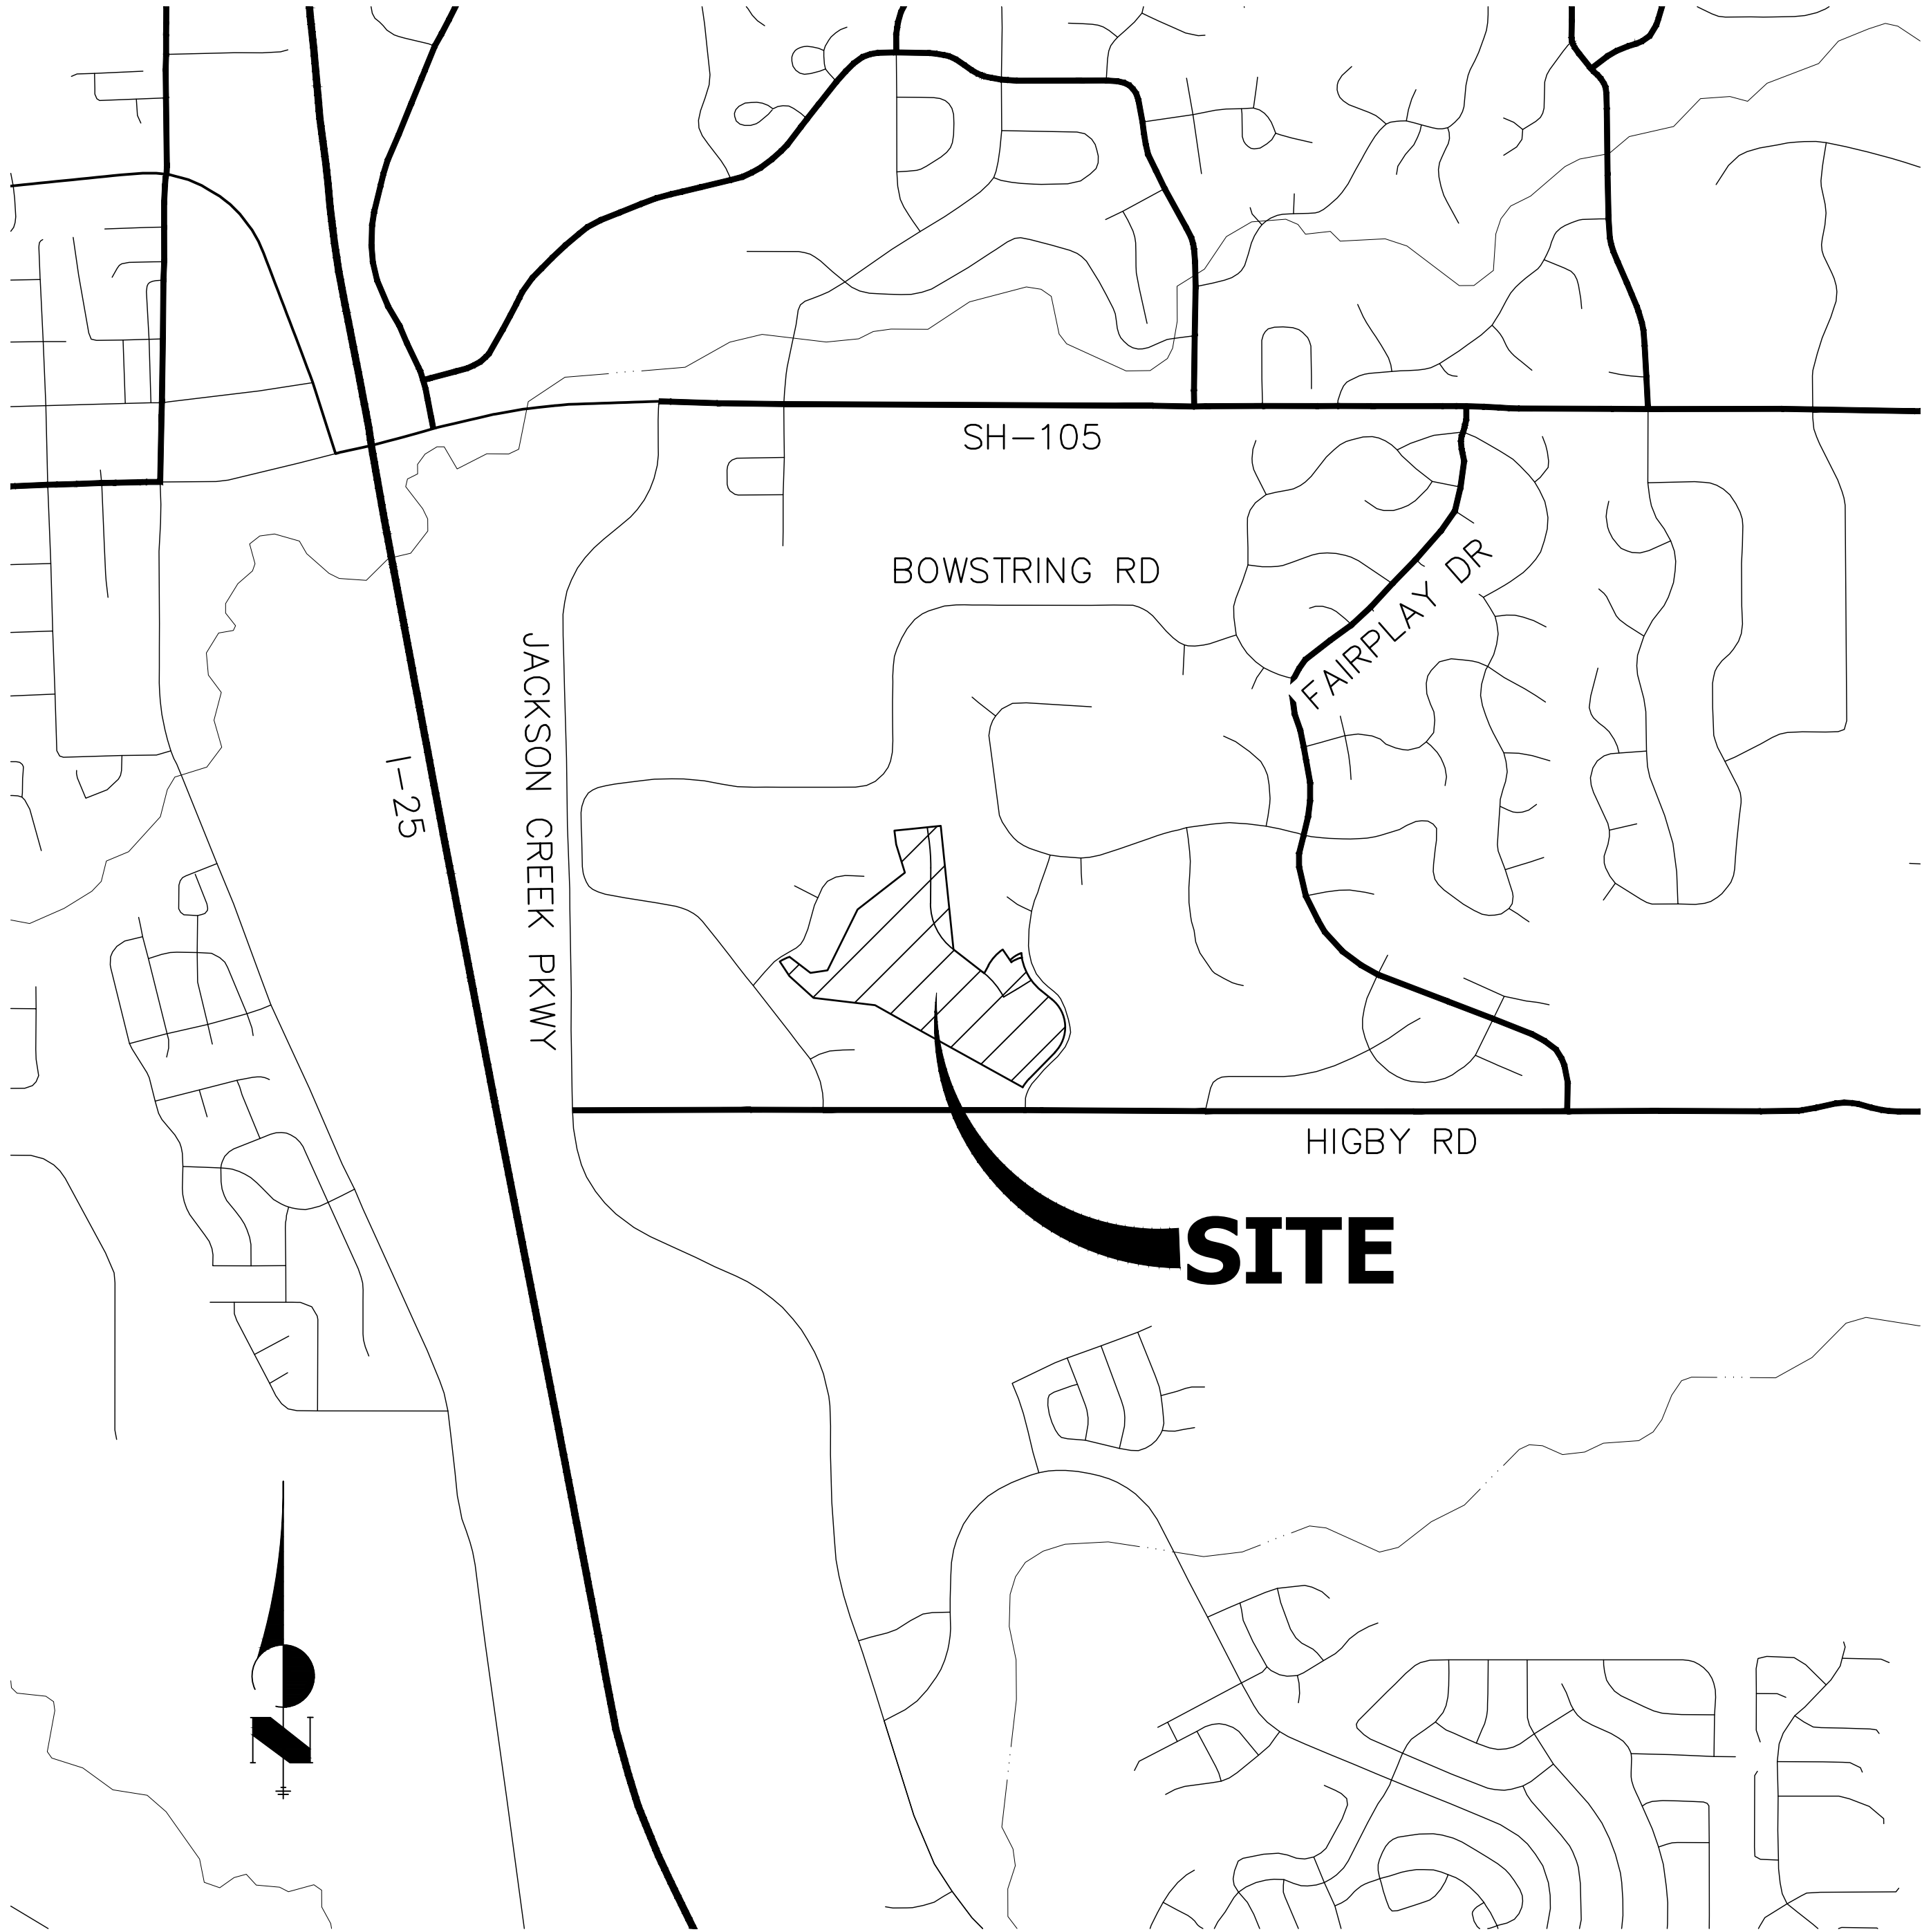 SH-105
BOWSTRING RD
FAIRPLAY DR
JACKSON CREEK PKWY
I-25
HIGBY RD
SITE
N